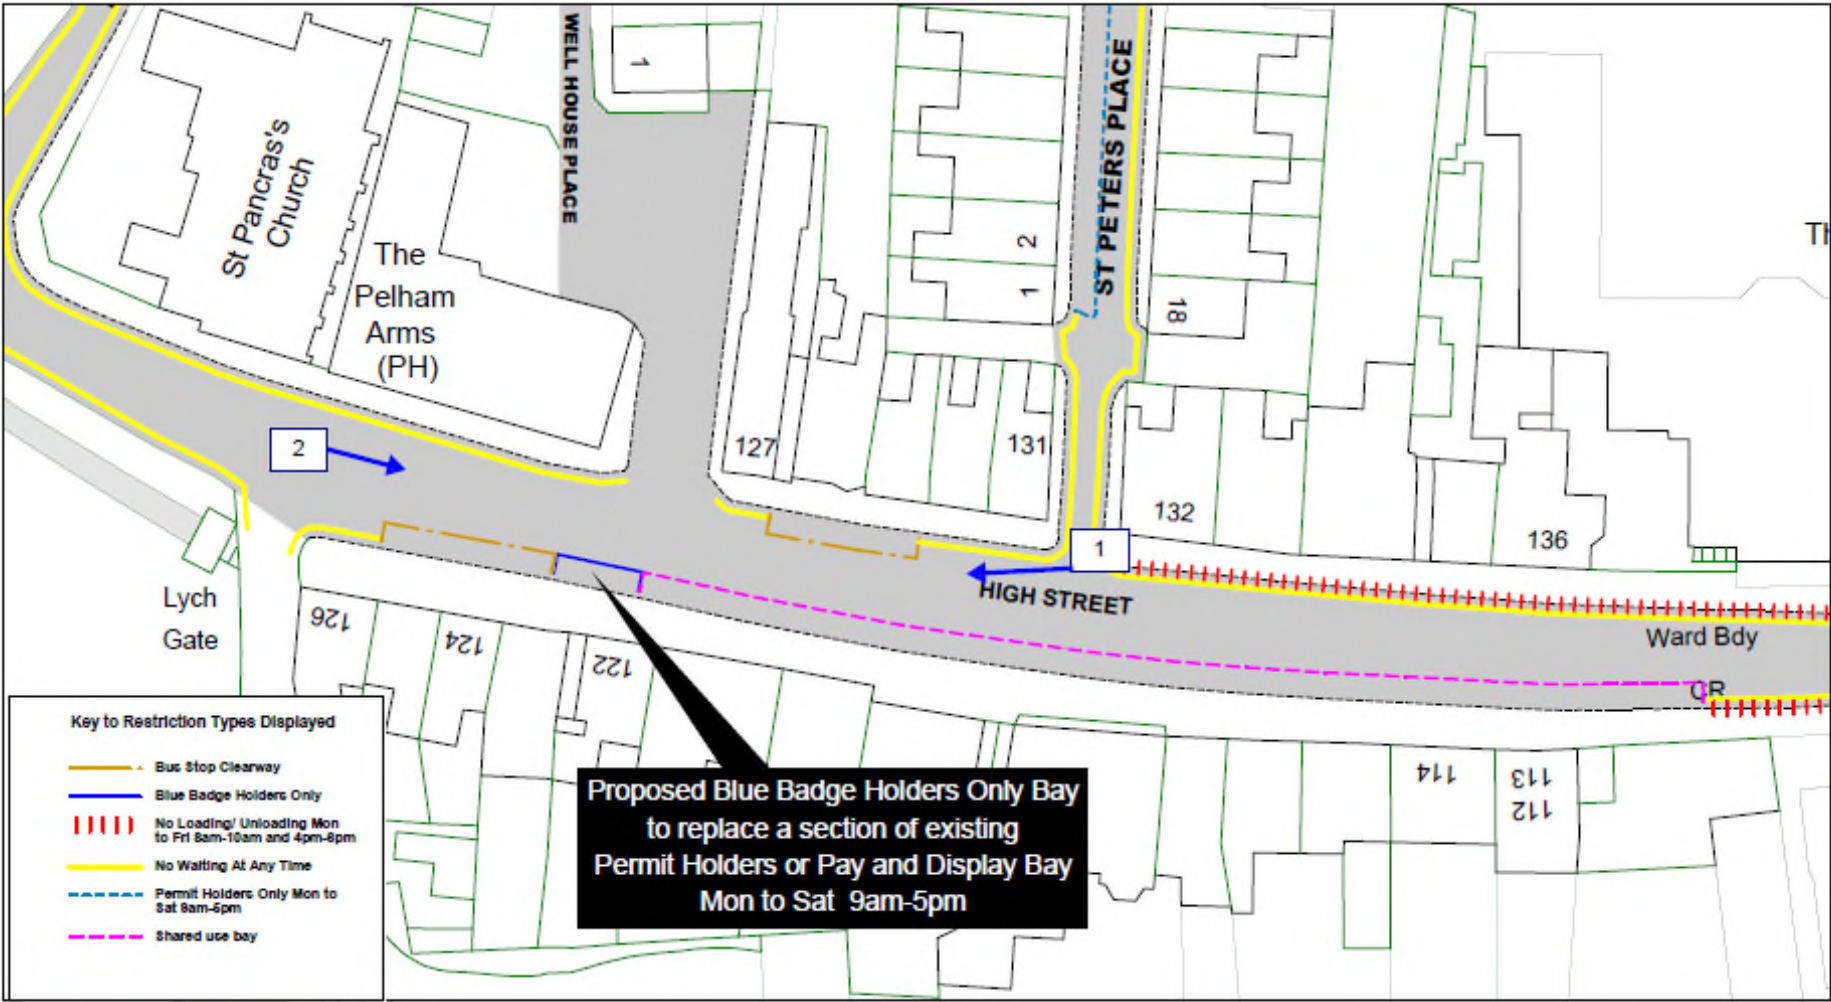 WELL HOUSE PLACE
1
ST PETERS PLACE
St Pancras's
Church
The
Pelham
Arms
(PH)
2
1
18
Th
2
127
131
132
136
1
HIGH STREET
Ward Bdy
CR
Lych
Gate
126
124
122
114
113
112
Key to Restriction Types Displayed
Bus Stop Clearway
Blue Badge Holders Only
No Loading/ Unloading Mon
to Fri 8am-10am and 4pm-6pm
No Waiting At Any Time
Permit Holders Only Mon to
Sat 9am-5pm
Shared use bay
Proposed Blue Badge Holders Only Bay
to replace a section of existing
Permit Holders or Pay and Display Bay
Mon to Sat 9am-5pm